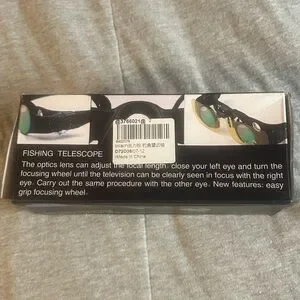 3766021
Made in China
FISHING TELESCOPE
The optics lens can adjust the focal length. close your left eye and turn the
focusing wheel until the television can be clearly seen in focus with the right
eye. Carry out the same procedure with the other eye. New features: easy
grip focusing wheel.